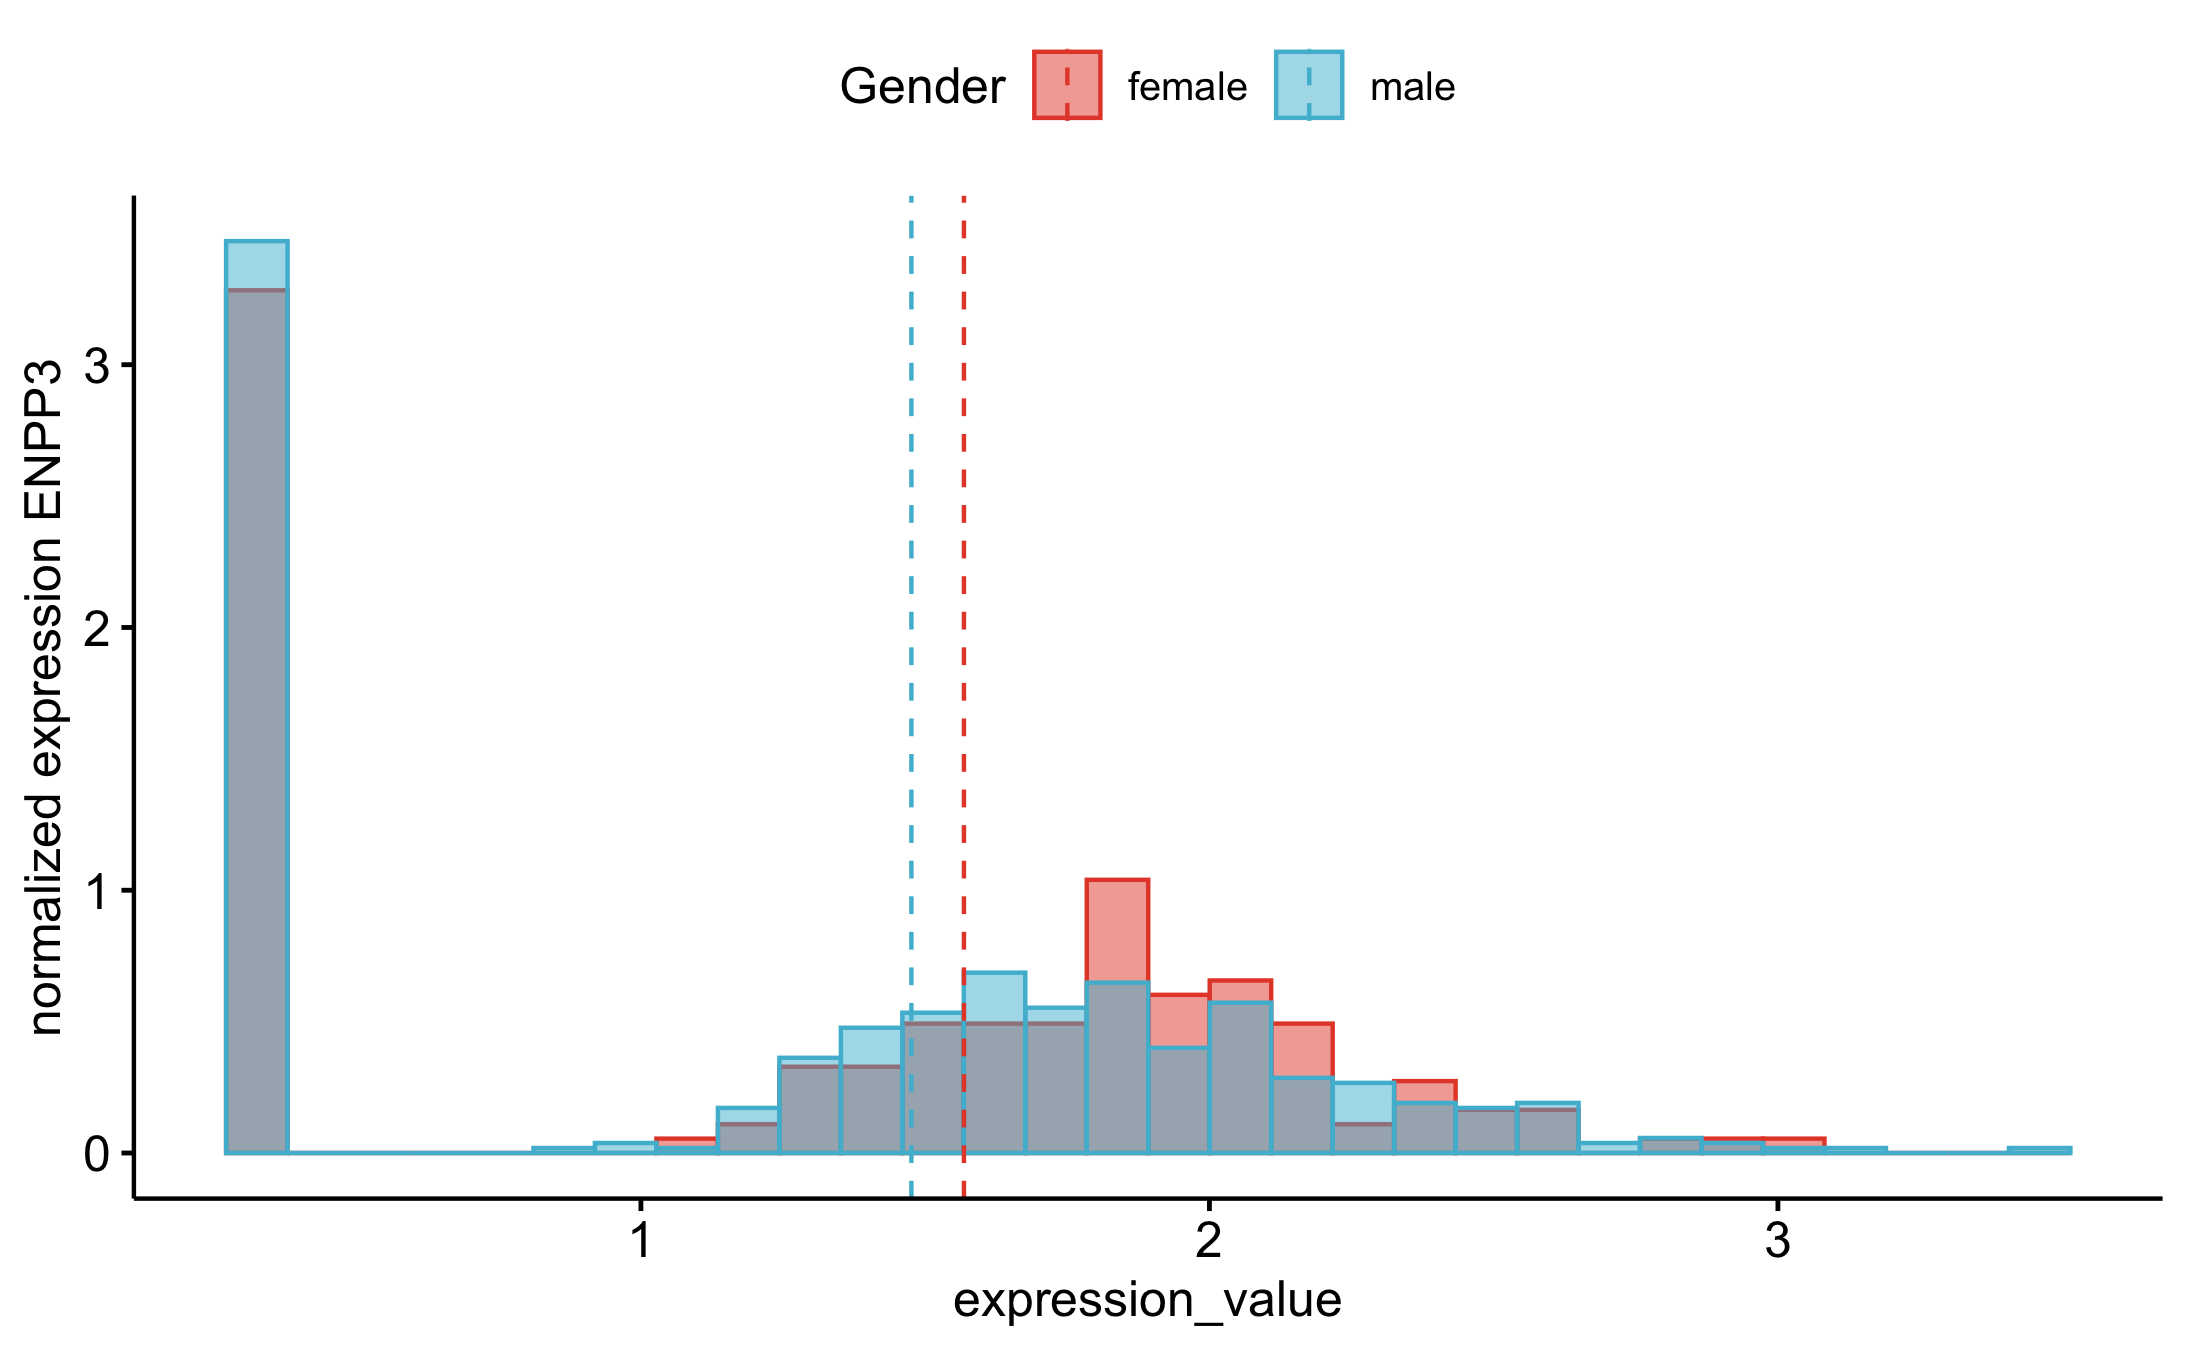 Gender female male
normalized expression ENPP3
3
2
1
0
1 2 3
expression_value